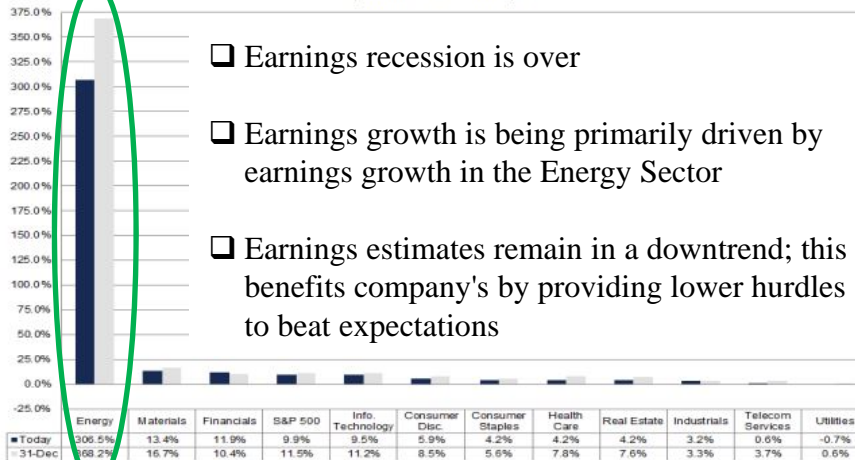 375.0%
350.0%
325.0%
300.0%
275.0%
250.0%
225.0%
200.0%
175.0%
150.0%
125.0%
100.0%
75.0%
50.0%
25.0%
0.0%
-25.0%
Earnings recession is over
Earnings growth is being primarily driven by
earnings growth in the Energy Sector
Earnings estimates remain in a downtrend; this
benefits company's by providing lower hurdles
to beat expectations
Energy Materials Financials S&P 500 Info. Technology Consumer Disc. Consumer Staples Health Care Real Estate Industrials Telecom Services Utilities
Today 306.5% 13.4% 11.9% 9.9% 9.5% 5.9% 4.2% 4.2% 4.2% 3.2% 0.6% -0.7%
31-Dec 368.2% 16.7% 10.4% 11.5% 11.2% 8.5% 5.6% 7.8% 7.6% 3.3% 3.7% 0.6%